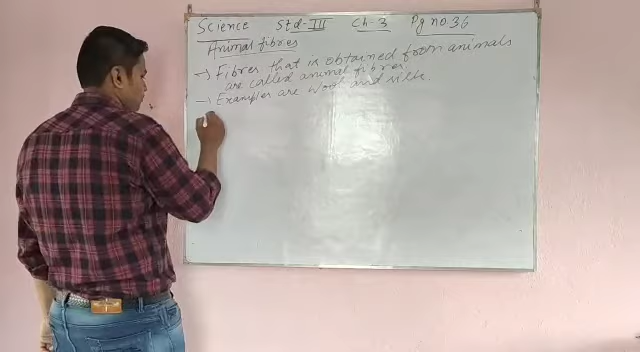 Science Std-III Ch-3 Pg no 36
Animal fibres
→ Fibres that is obtained from animals
are called animal fibres.
→ Examples are wool and silk.